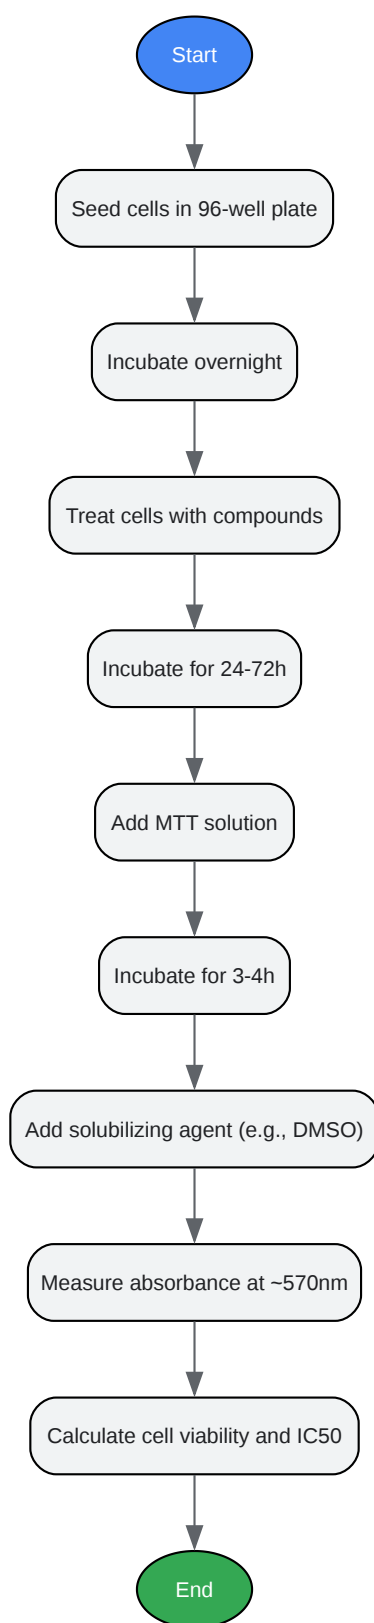 Start
Seed cells in 96-well plate
Incubate overnight
Treat cells with compounds
Incubate for 24-72h
Add MTT solution
Incubate for 3-4h
Add solubilizing agent (e.g., DMSO)
Measure absorbance at ~570nm
Calculate cell viability and IC50
End